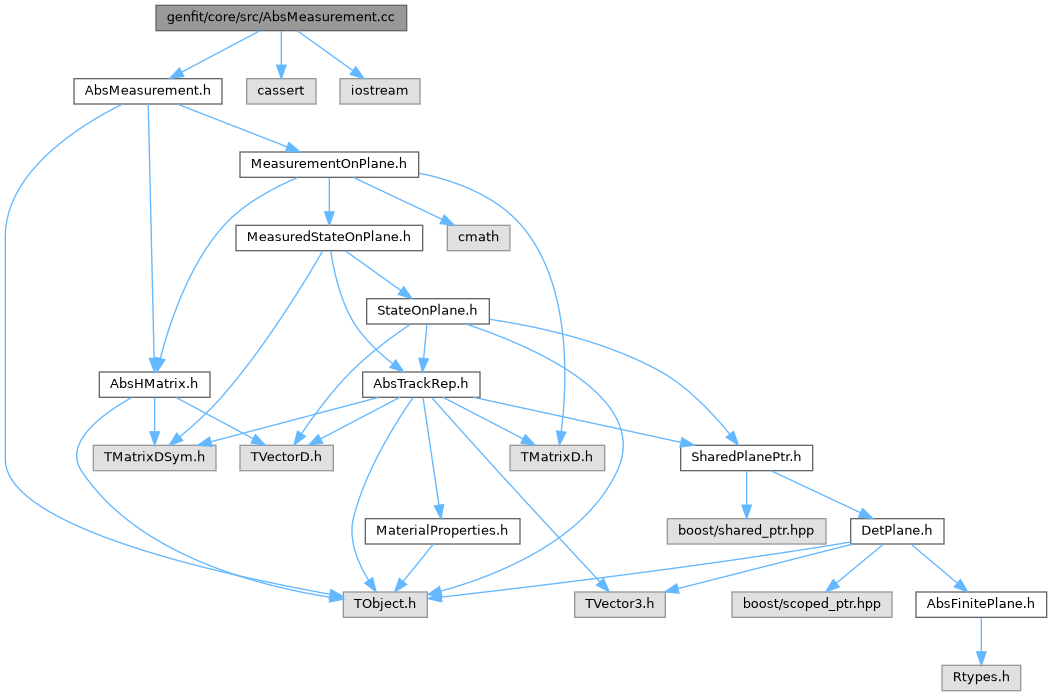 genfit/core/src/AbsMeasurement.cc
AbsMeasurement.h
cassert
iostream
MeasurementOnPlane.h
MeasuredStateOnPlane.h
cmath
StateOnPlane.h
AbsHMatrix.h
AbsTrackRep.h
TMatrixDSym.h
TVectorD.h
TMatrixD.h
SharedPlanePtr.h
MaterialProperties.h
boost/shared_ptr.hpp
DetPlane.h
TObject.h
TVector3.h
boost/scoped_ptr.hpp
AbsFinitePlane.h
Rtypes.h